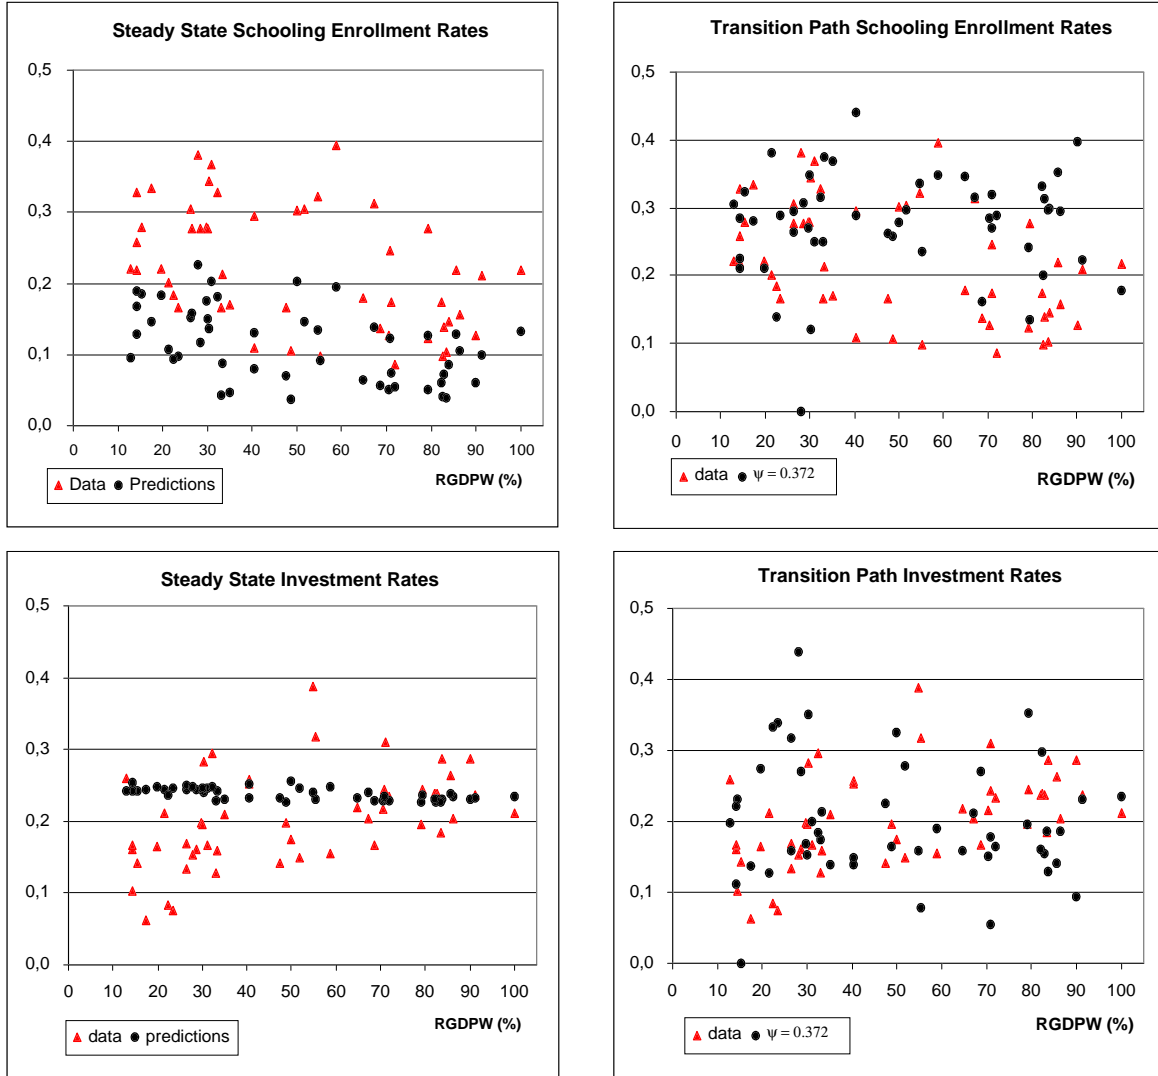 Steady State Schooling Enrollment Rates
0,5
0,4
0,3
0,2
0,1
0,0
0 10 20 30 40 50 60 70 80 90 100
RGDPW (%)
Data Predictions
Transition Path Schooling Enrollment Rates
0,5
0,4
0,3
0,2
0,1
0,0
0 10 20 30 40 50 60 70 80 90 100
data ψ = 0.372
RGDPW (%)
Steady State Investment Rates
0,5
0,4
0,3
0,2
0,1
0,0
0 10 20 30 40 50 60 70 80 90 100
RGDPW (%)
data predictions
Transition Path Investment Rates
0,5
0,4
0,3
0,2
0,1
0,0
0 10 20 30 40 50 60 70 80 90 100
RGDPW (%)
data ψ = 0.372